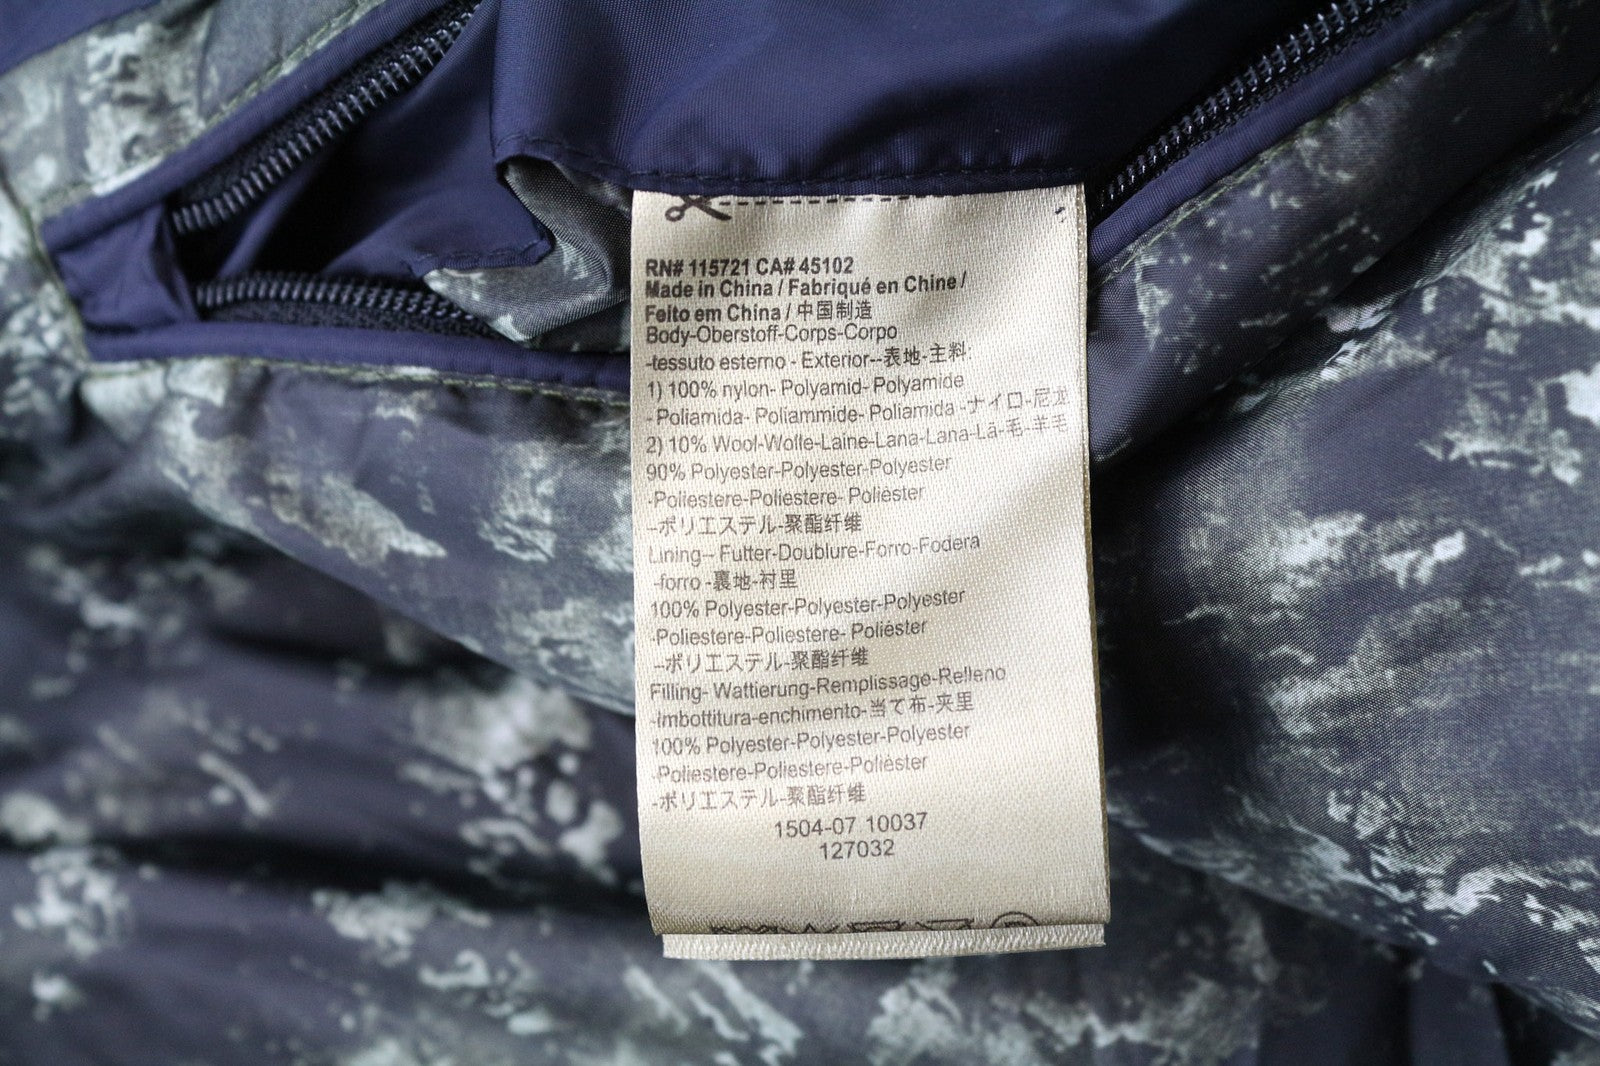 RN# 115721 CA# 45102
Made in China / Fabriqué en Chine /
Feito em China / 中国制造
Body-Oberstoff-Corps-Corpo
-tessuto esterno - Exterior--表地-主料:
1) 100% nylon- Polyamid- Polyamide
- Poliamida- Poliammide- Poliamida -ナイロ-尼龙
2) 10% Wool-Wolle-Laine-Lana-Lana-Lã-毛-羊毛
90% Polyester-Polyester-Polyester
-Poliestere-Poliestere- Poliéster
-ポリエステル-聚酯纤维
Lining-- Futter-Doublure-Forro-Fodera
-forro -裏地-衬里
100% Polyester-Polyester-Polyester
-Poliestere-Poliestere- Poliéster
-ポリエステル-聚酯纤维
Filling- Wattierung-Remplissage-Relleno
-Imbottitura-enchimento-当て布-夹里
100% Polyester-Polyester-Polyester
-Poliestere-Poliestere-Poliéster
-ポリエステル-聚酯纤维
1504-07 10037
127032